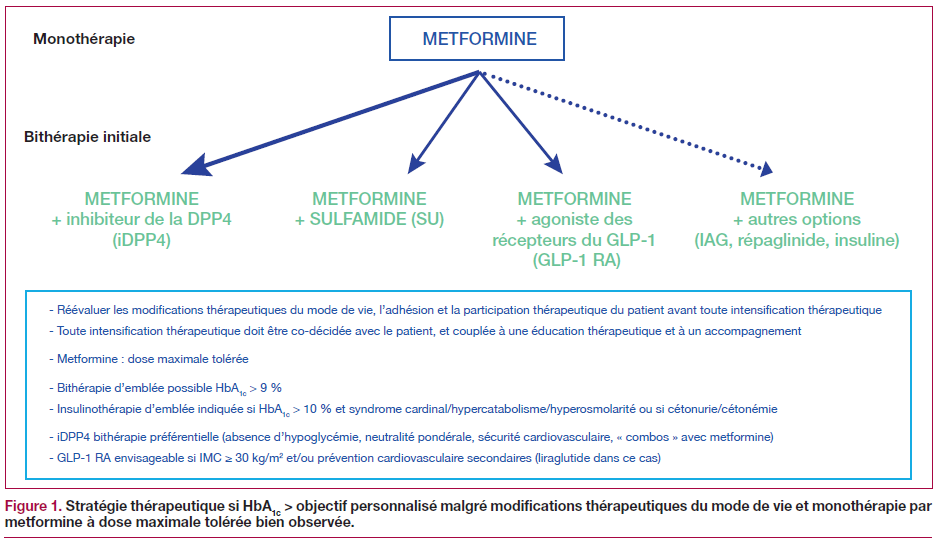 Monothérapie
METFORMINE
Bithérapie initiale
METFORMINE
+ inhibiteur de la DPP4
(iDPP4)
METFORMINE
+ SULFAMIDE (SU)
METFORMINE
+ agoniste des
récepteurs du GLP-1
(GLP-1 RA)
METFORMINE
+ autres options
(IAG, répaglinide, insuline)
- Réévaluer les modifications thérapeutiques du mode de vie, l’adhésion et la participation thérapeutique du patient avant toute intensification thérapeutique
- Toute intensification thérapeutique doit être co-décidée avec le patient, et couplée à une éducation thérapeutique et à un accompagnement
- Metformine : dose maximale tolérée
- Bithérapie d’emblée possible HbA1c > 9 %
- Insulinothérapie d’emblée indiquée si HbA1c > 10 % et syndrome cardinal/hypercatabolisme/hyperosmolarité ou si cétonurie/cétonémie
- iDPP4 bithérapie préférentielle (absence d’hypoglycémie, neutralité pondérale, sécurité cardiovasculaire, « combos » avec metformine)
- GLP-1 RA envisageable si IMC ≥ 30 kg/m² et/ou prévention cardiovasculaire secondaires (liraglutide dans ce cas)
Figure 1. Stratégie thérapeutique si HbA1c > objectif personnalisé malgré modifications thérapeutiques du mode de vie et monothérapie par
metformine à dose maximale tolérée bien observée.